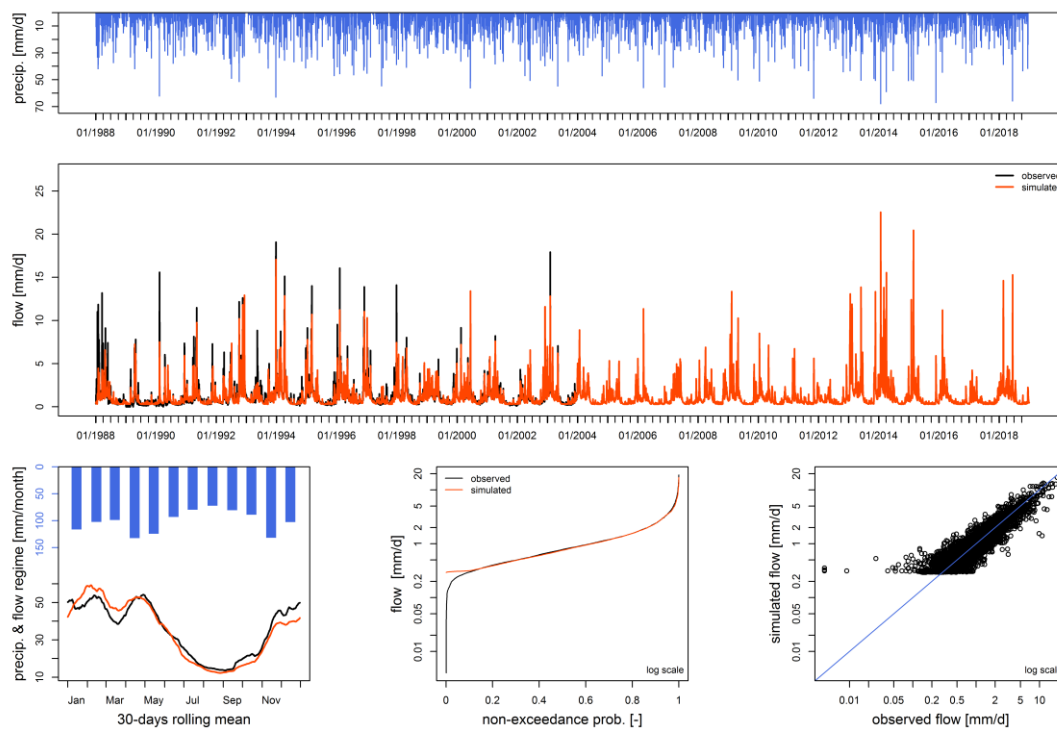 precip. [mm/d]
10
30
50
70
01/1988 01/1990 01/1992 01/1994 01/1996 01/1998 01/2000 01/2002 01/2004 01/2006 01/2008 01/2010 01/2012 01/2014 01/2016 01/2018
flow [mm/d]
25
20
15
10
5
0
observed
simulated
01/1988 01/1990 01/1992 01/1994 01/1996 01/1998 01/2000 01/2002 01/2004 01/2006 01/2008 01/2010 01/2012 01/2014 01/2016 01/2018
precip. & flow regime [mm/month]
0
50
100
150
50
30
10
Jan Mar May Jul Sep Nov
30-days rolling mean
flow [mm/d]
20
5
2
1.2
0.5
0.2
0.05
0.01
observed
simulated
log scale
0 0.2 0.4 0.6 0.8 1
non-exceedance prob. [-]
simulated flow [mm/d]
20
5
1.2
0.2
0.05
0.01
log scal
0.01 0.05 0.2 0.5 2 5 10
observed flow [mm/d]